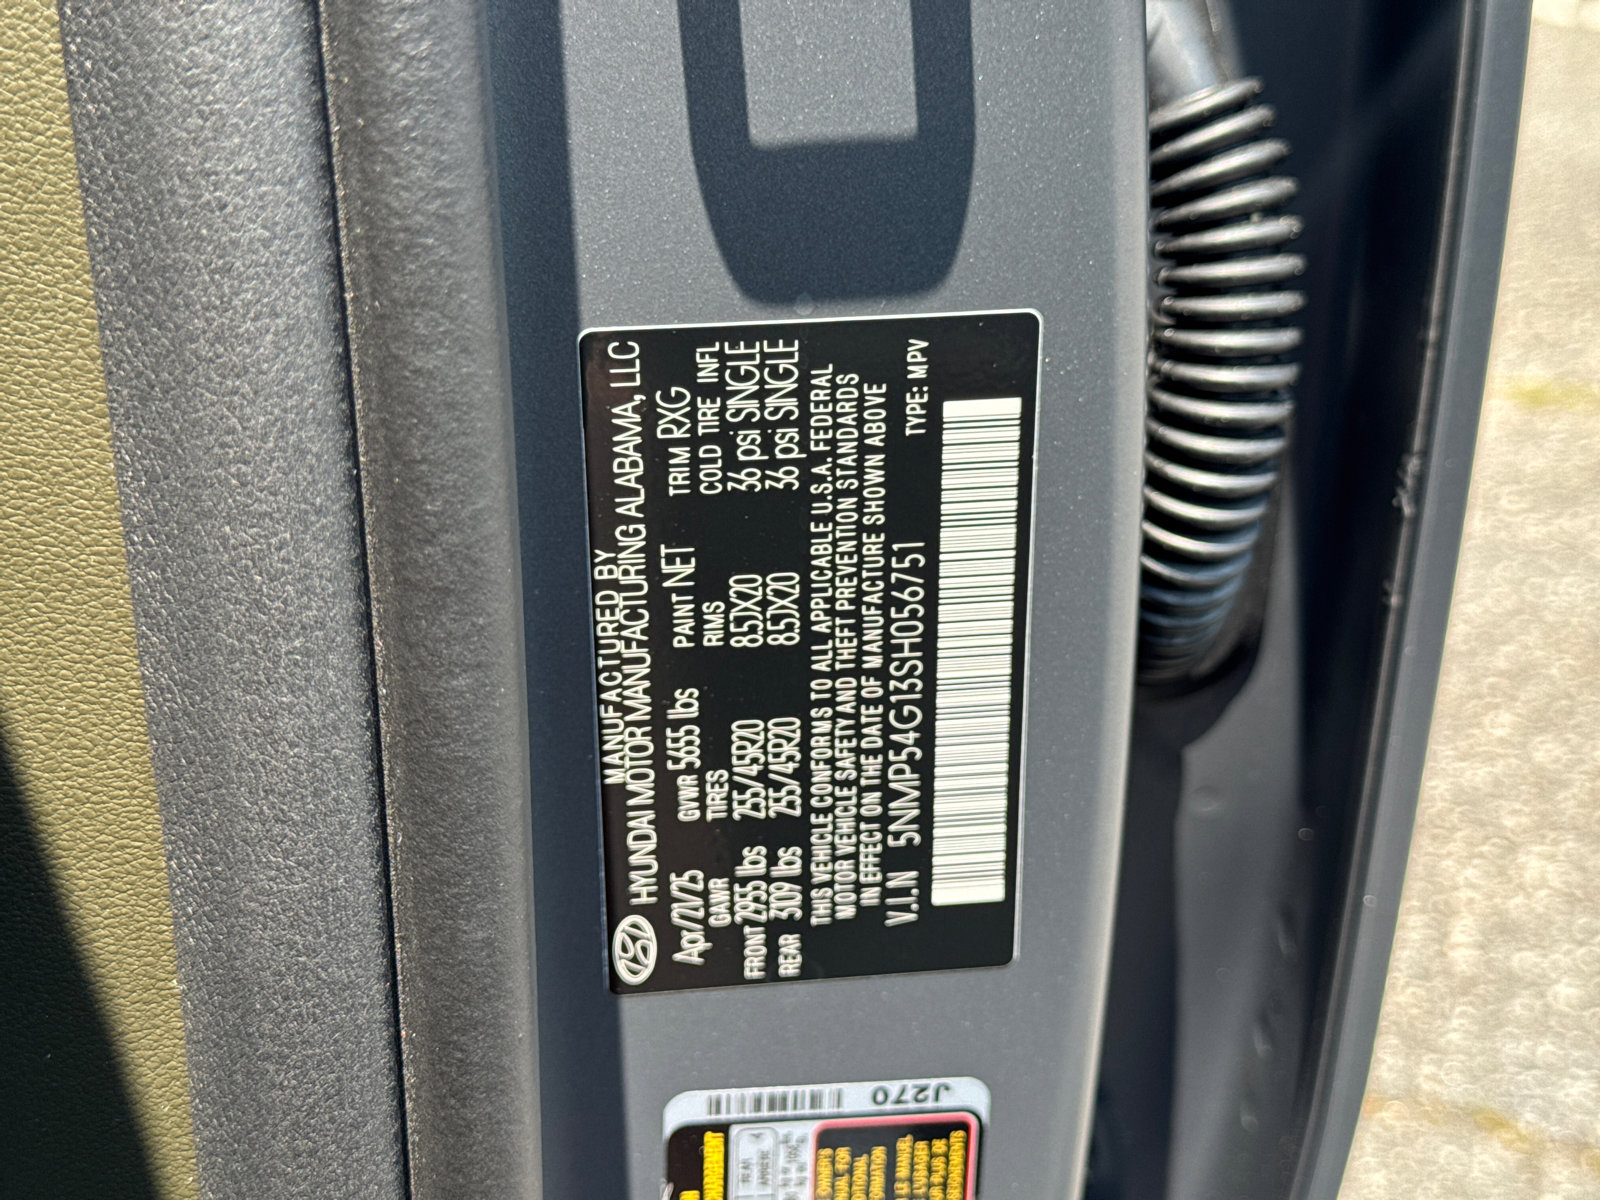 MANUFACTURED BY
HYUNDAI MOTOR MANUFACTURING ALABAMA, LLC
Apr/21/25 GVWR 5655 lbs PAINT NET TRIM RXG
GAWR TIRES RIMS COLD TIRE INFL
FRONT 2955 lbs 255/45R20 8.5JX20 36 psi SINGLE
REAR 3109 lbs 255/45R20 8.5JX20 36 psi SINGLE
THIS VEHICLE CONFORMS TO ALL APPLICABLE U.S.A. FEDERAL
MOTOR VEHICLE SAFETY AND THEFT PREVENTION STANDARDS
IN EFFECT ON THE DATE OF MANUFACTURE SHOWN ABOVE
V.I.N 5NMP54G13SH056751 TYPE: MPV
J270